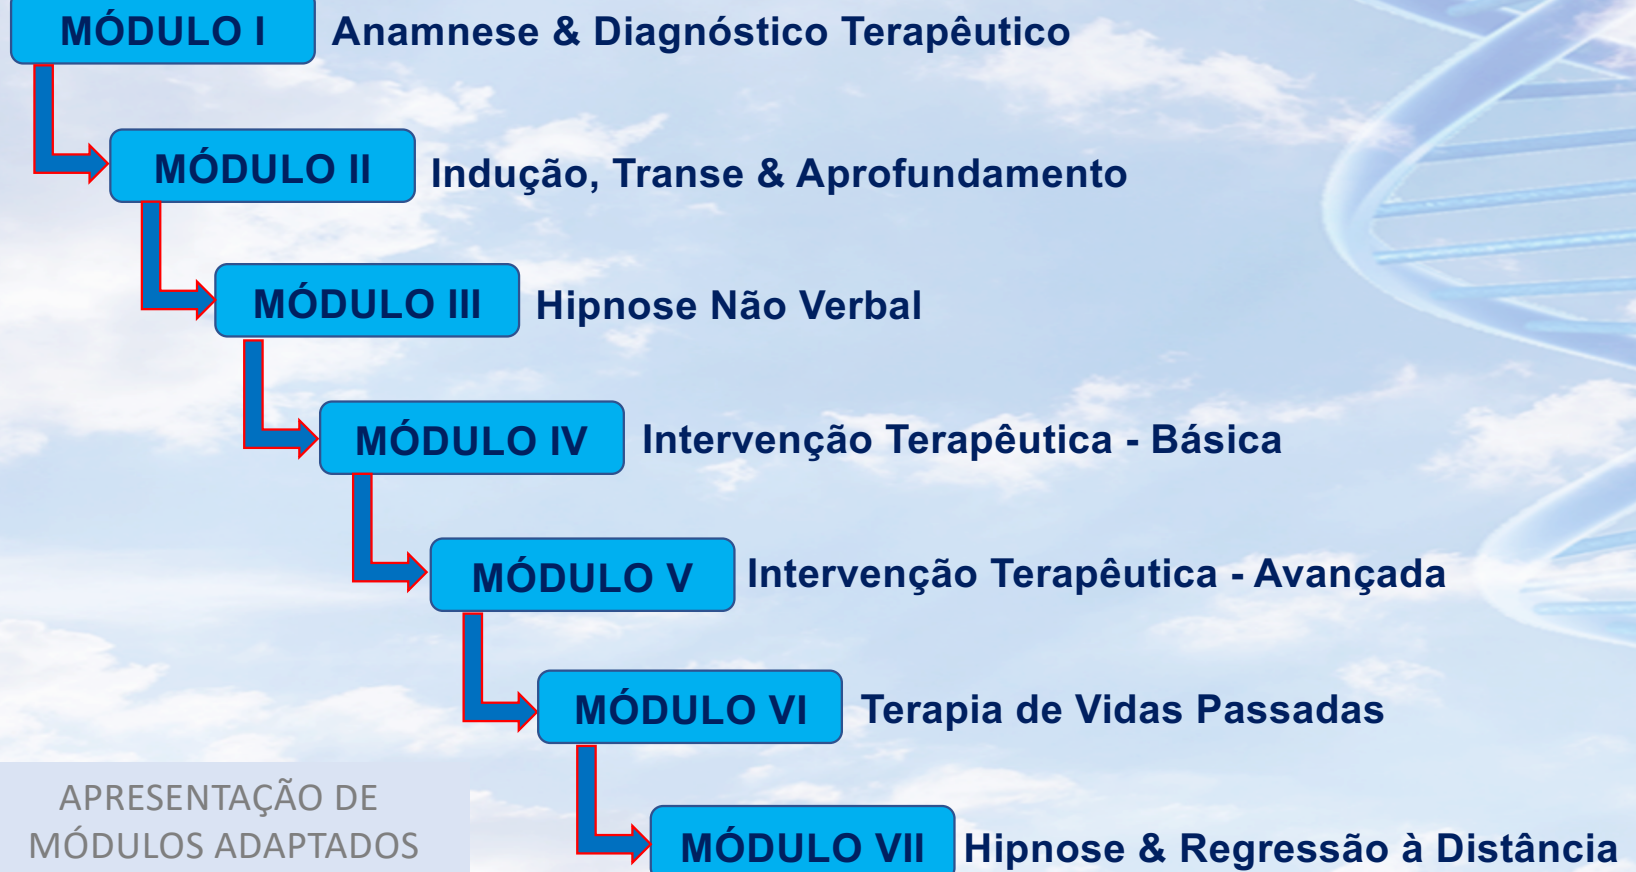 MÓDULO I Anamnese & Diagnóstico Terapêutico
MÓDULO II Indução, Transe & Aprofundamento
MÓDULO III Hipnose Não Verbal
MÓDULO IV Intervenção Terapêutica - Básica
MÓDULO V Intervenção Terapêutica - Avançada
MÓDULO VI Terapia de Vidas Passadas
MÓDULO VII Hipnose & Regressão à Distância
APRESENTAÇÃO DE
MÓDULOS ADAPTADOS